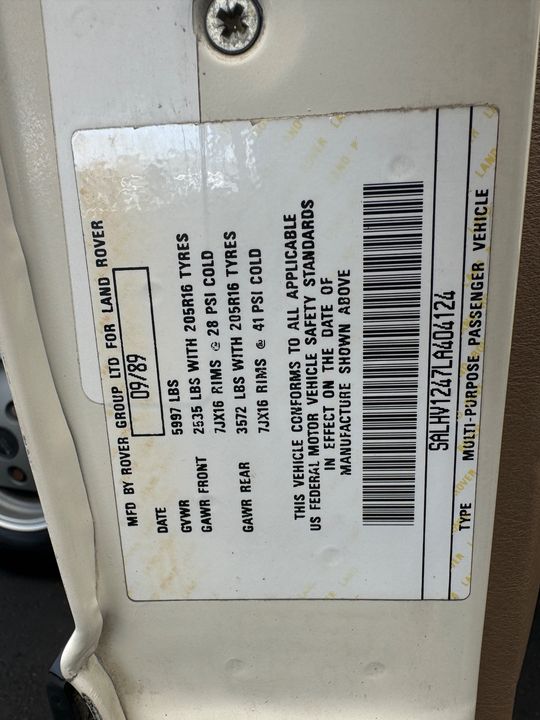 MFD BY ROVER GROUP LTD FOR LAND ROVER
DATE 09/89
GVWR 5997 LBS
GAWR FRONT 2535 LBS WITH 205R16 TYRES
7JX16 RIMS @ 28 PSI COLD
GAWR REAR 3572 LBS WITH 205R16 TYRES
7JX16 RIMS @ 41 PSI COLD
THIS VEHICLE CONFORMS TO ALL APPLICABLE
US FEDERAL MOTOR VEHICLE SAFETY STANDARDS
IN EFFECT ON THE DATE OF
MANUFACTURE SHOWN ABOVE
SALHV1247LA404124
TYPE MULTI-PURPOSE PASSENGER VEHICLE